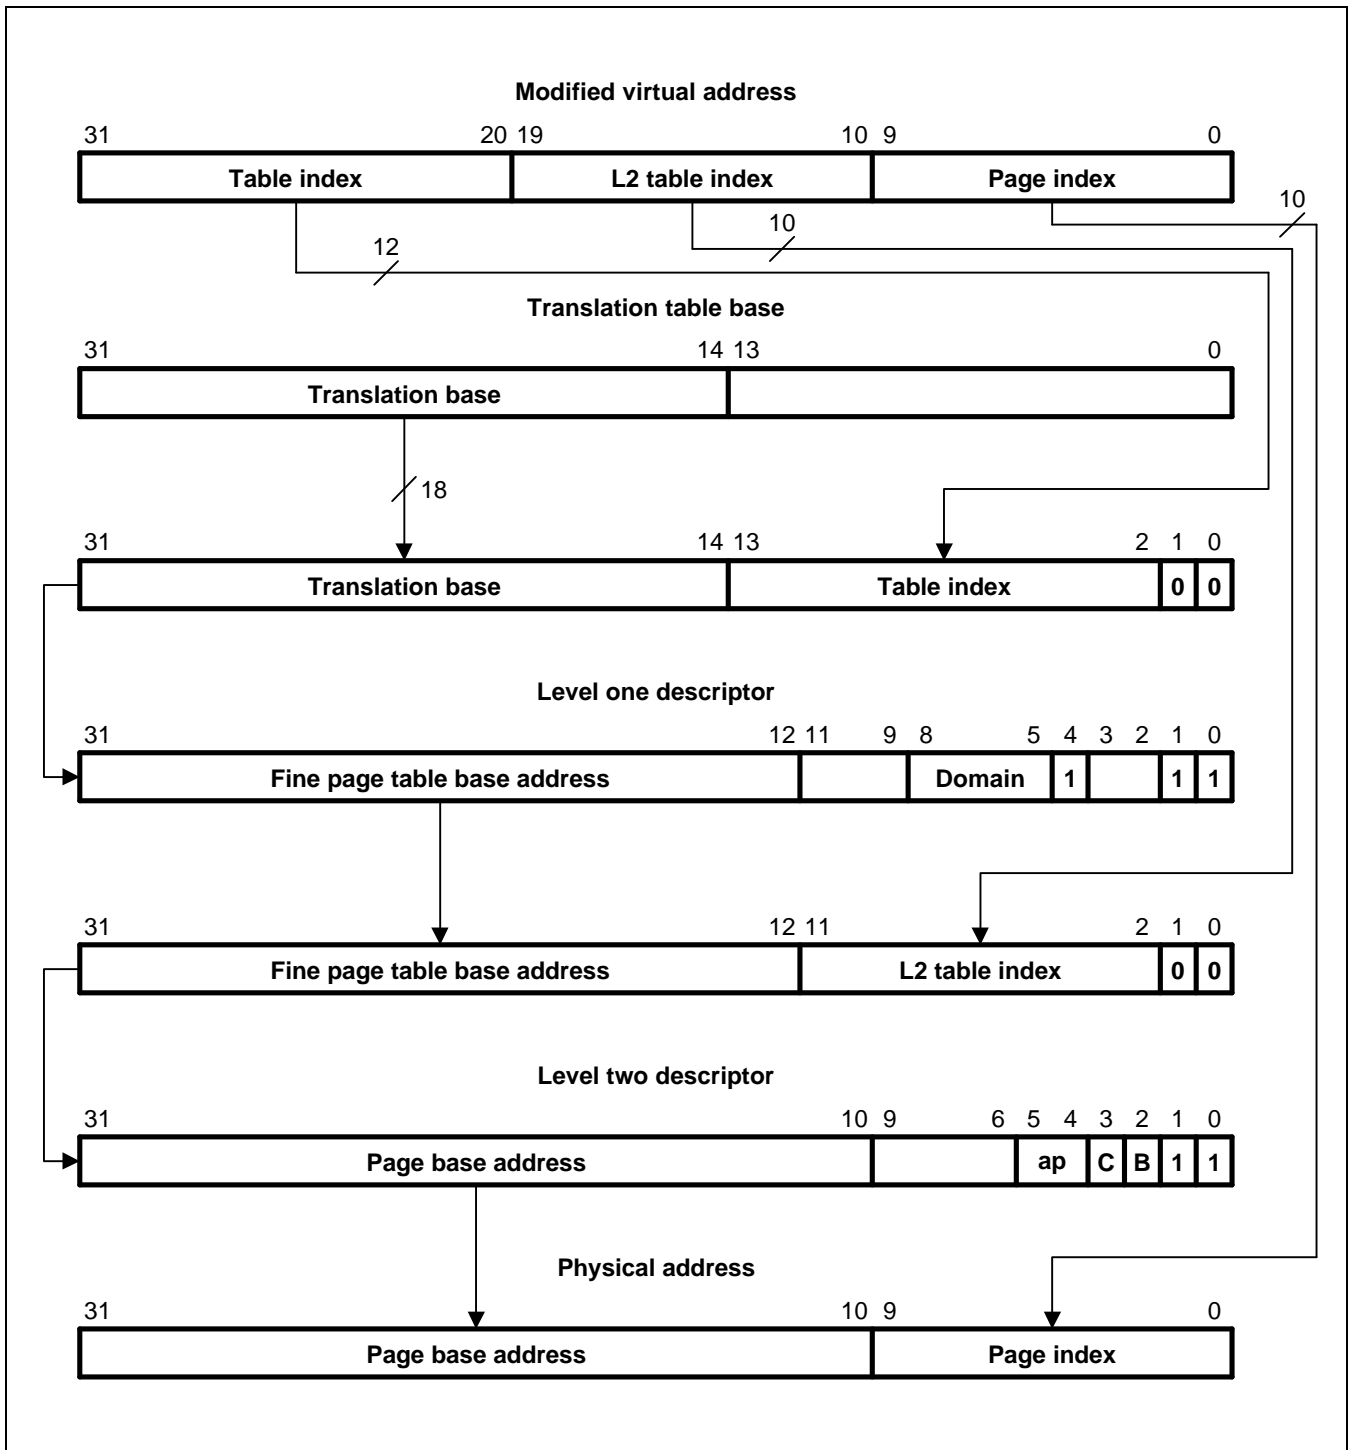 Modified virtual address
31 20 19 10 9 0
Table index L2 table index Page index
10
10
12
Translation table base
31 14 13 0
Translation base
18
31 14 13 2 1 0
Translation base Table index 0 0
Level one descriptor
31 12 11 9 8 5 4 3 2 1 0
Fine page table base address Domain 1 1 1
31 12 11 2 1 0
Fine page table base address L2 table index 0 0
Level two descriptor
31 10 9 6 5 4 3 2 1 0
Page base address ap C B 1 1
Physical address
31 10 9 0
Page base address Page index